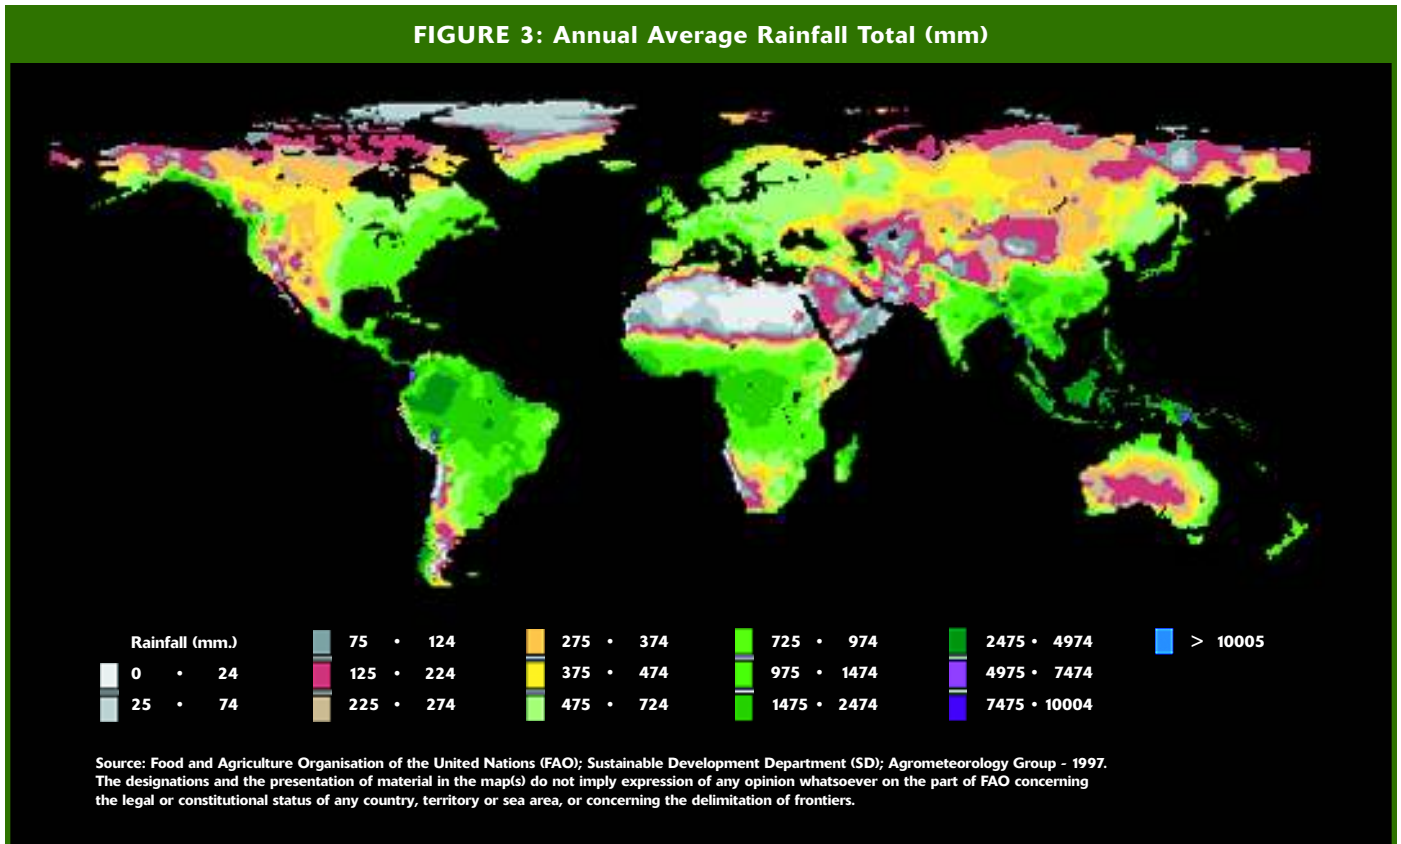 FIGURE 3: Annual Average Rainfall Total (mm)
Rainfall (mm.)
0 • 24
25 • 74
75 • 124
125 • 224
225 • 274
275 • 374
375 • 474
475 • 724
725 • 974
975 • 1474
1475 • 2474
2475 • 4974
4975 • 7474
7475 • 10004
> 10005
Source: Food and Agriculture Organisation of the United Nations (FAO); Sustainable Development Department (SD); Agrometeorology Group - 1997.
The designations and the presentation of material in the map(s) do not imply expression of any opinion whatsoever on the part of FAO concerning
the legal or constitutional status of any country, territory or sea area, or concerning the delimitation of frontiers.